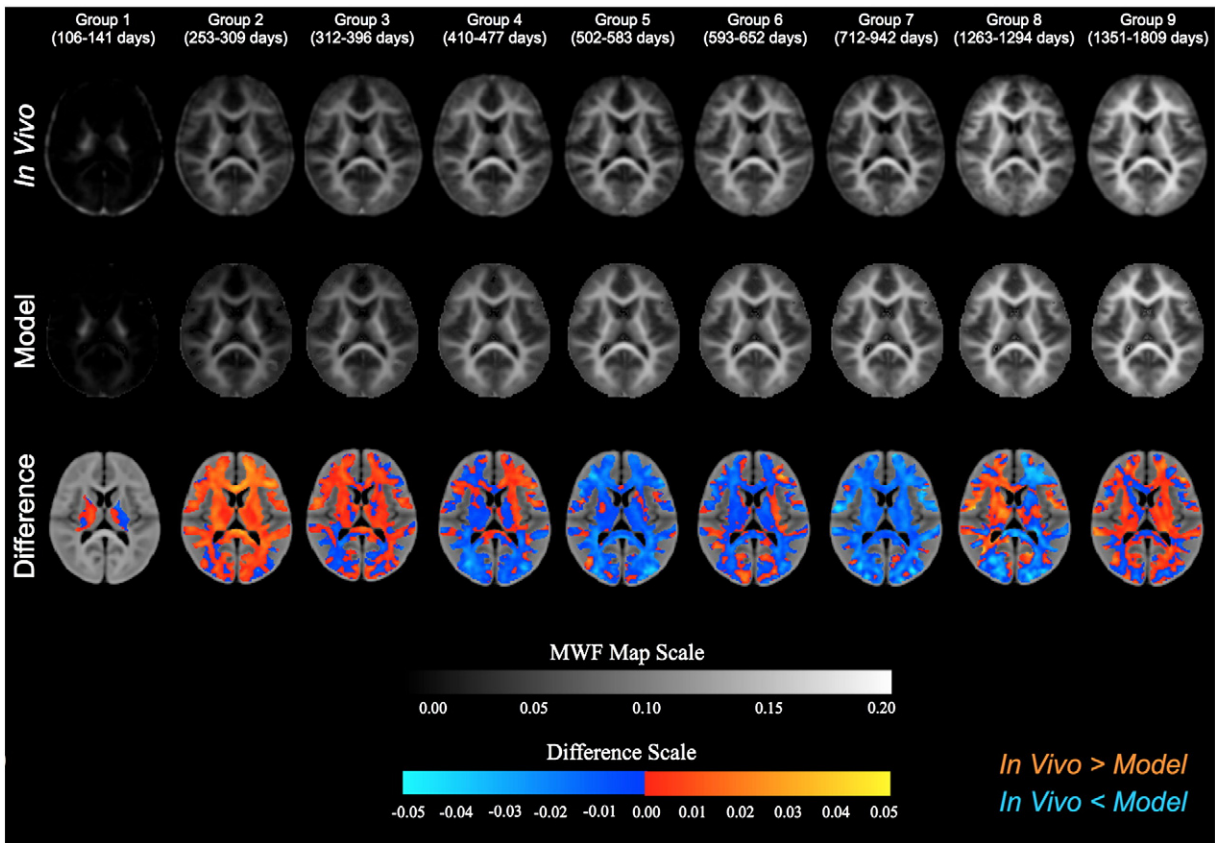 Group 1 Group 2 Group 3 Group 4 Group 5 Group 6 Group 7 Group 8 Group 9
(106-141 days) (253-309 days) (312-396 days) (410-477 days) (502-583 days) (593-652 days) (712-942 days) (1263-1294 days) (1351-1809 days)
In Vivo
Model
Difference
MWF Map Scale
0.00 0.05 0.10 0.15 0.20
Difference Scale
-0.05 -0.04 -0.03 -0.02 -0.01 0.00 0.01 0.02 0.03 0.04 0.05
In Vivo > Model
In Vivo < Model